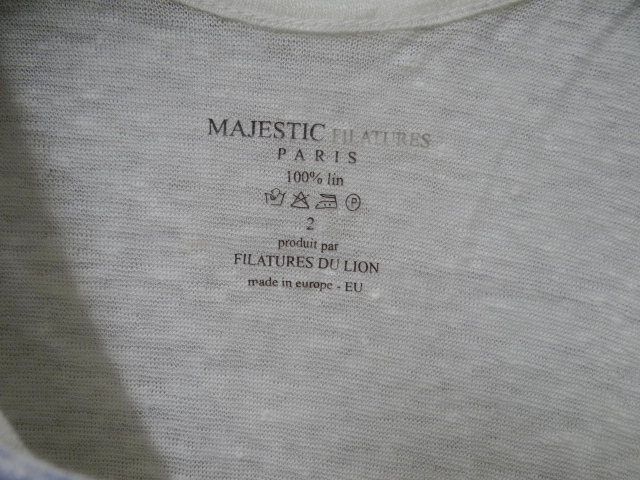 MAJESTIC FILATURES
PARIS
100% lin
P
2
produit par
FILATURES DU LION
made in europe - EU